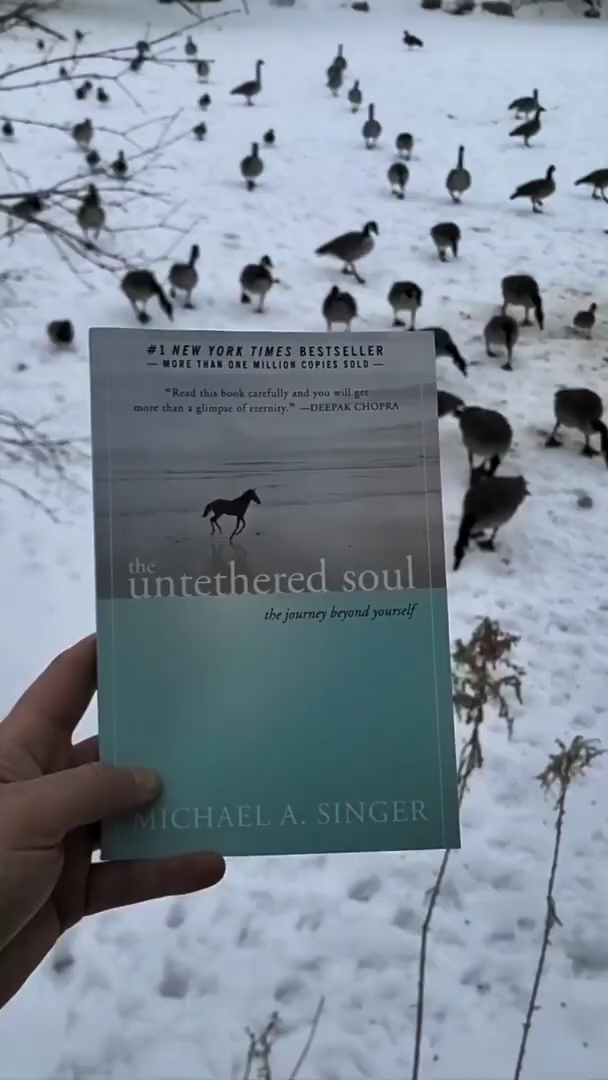 #1 NEW YORK TIMES BESTSELLER
— MORE THAN ONE MILLION COPIES SOLD —
"Read this book carefully and you will get
more than a glimpse of eternity." —DEEPAK CHOPRA
the
untethered soul
the journey beyond yourself
MICHAEL A. SINGER